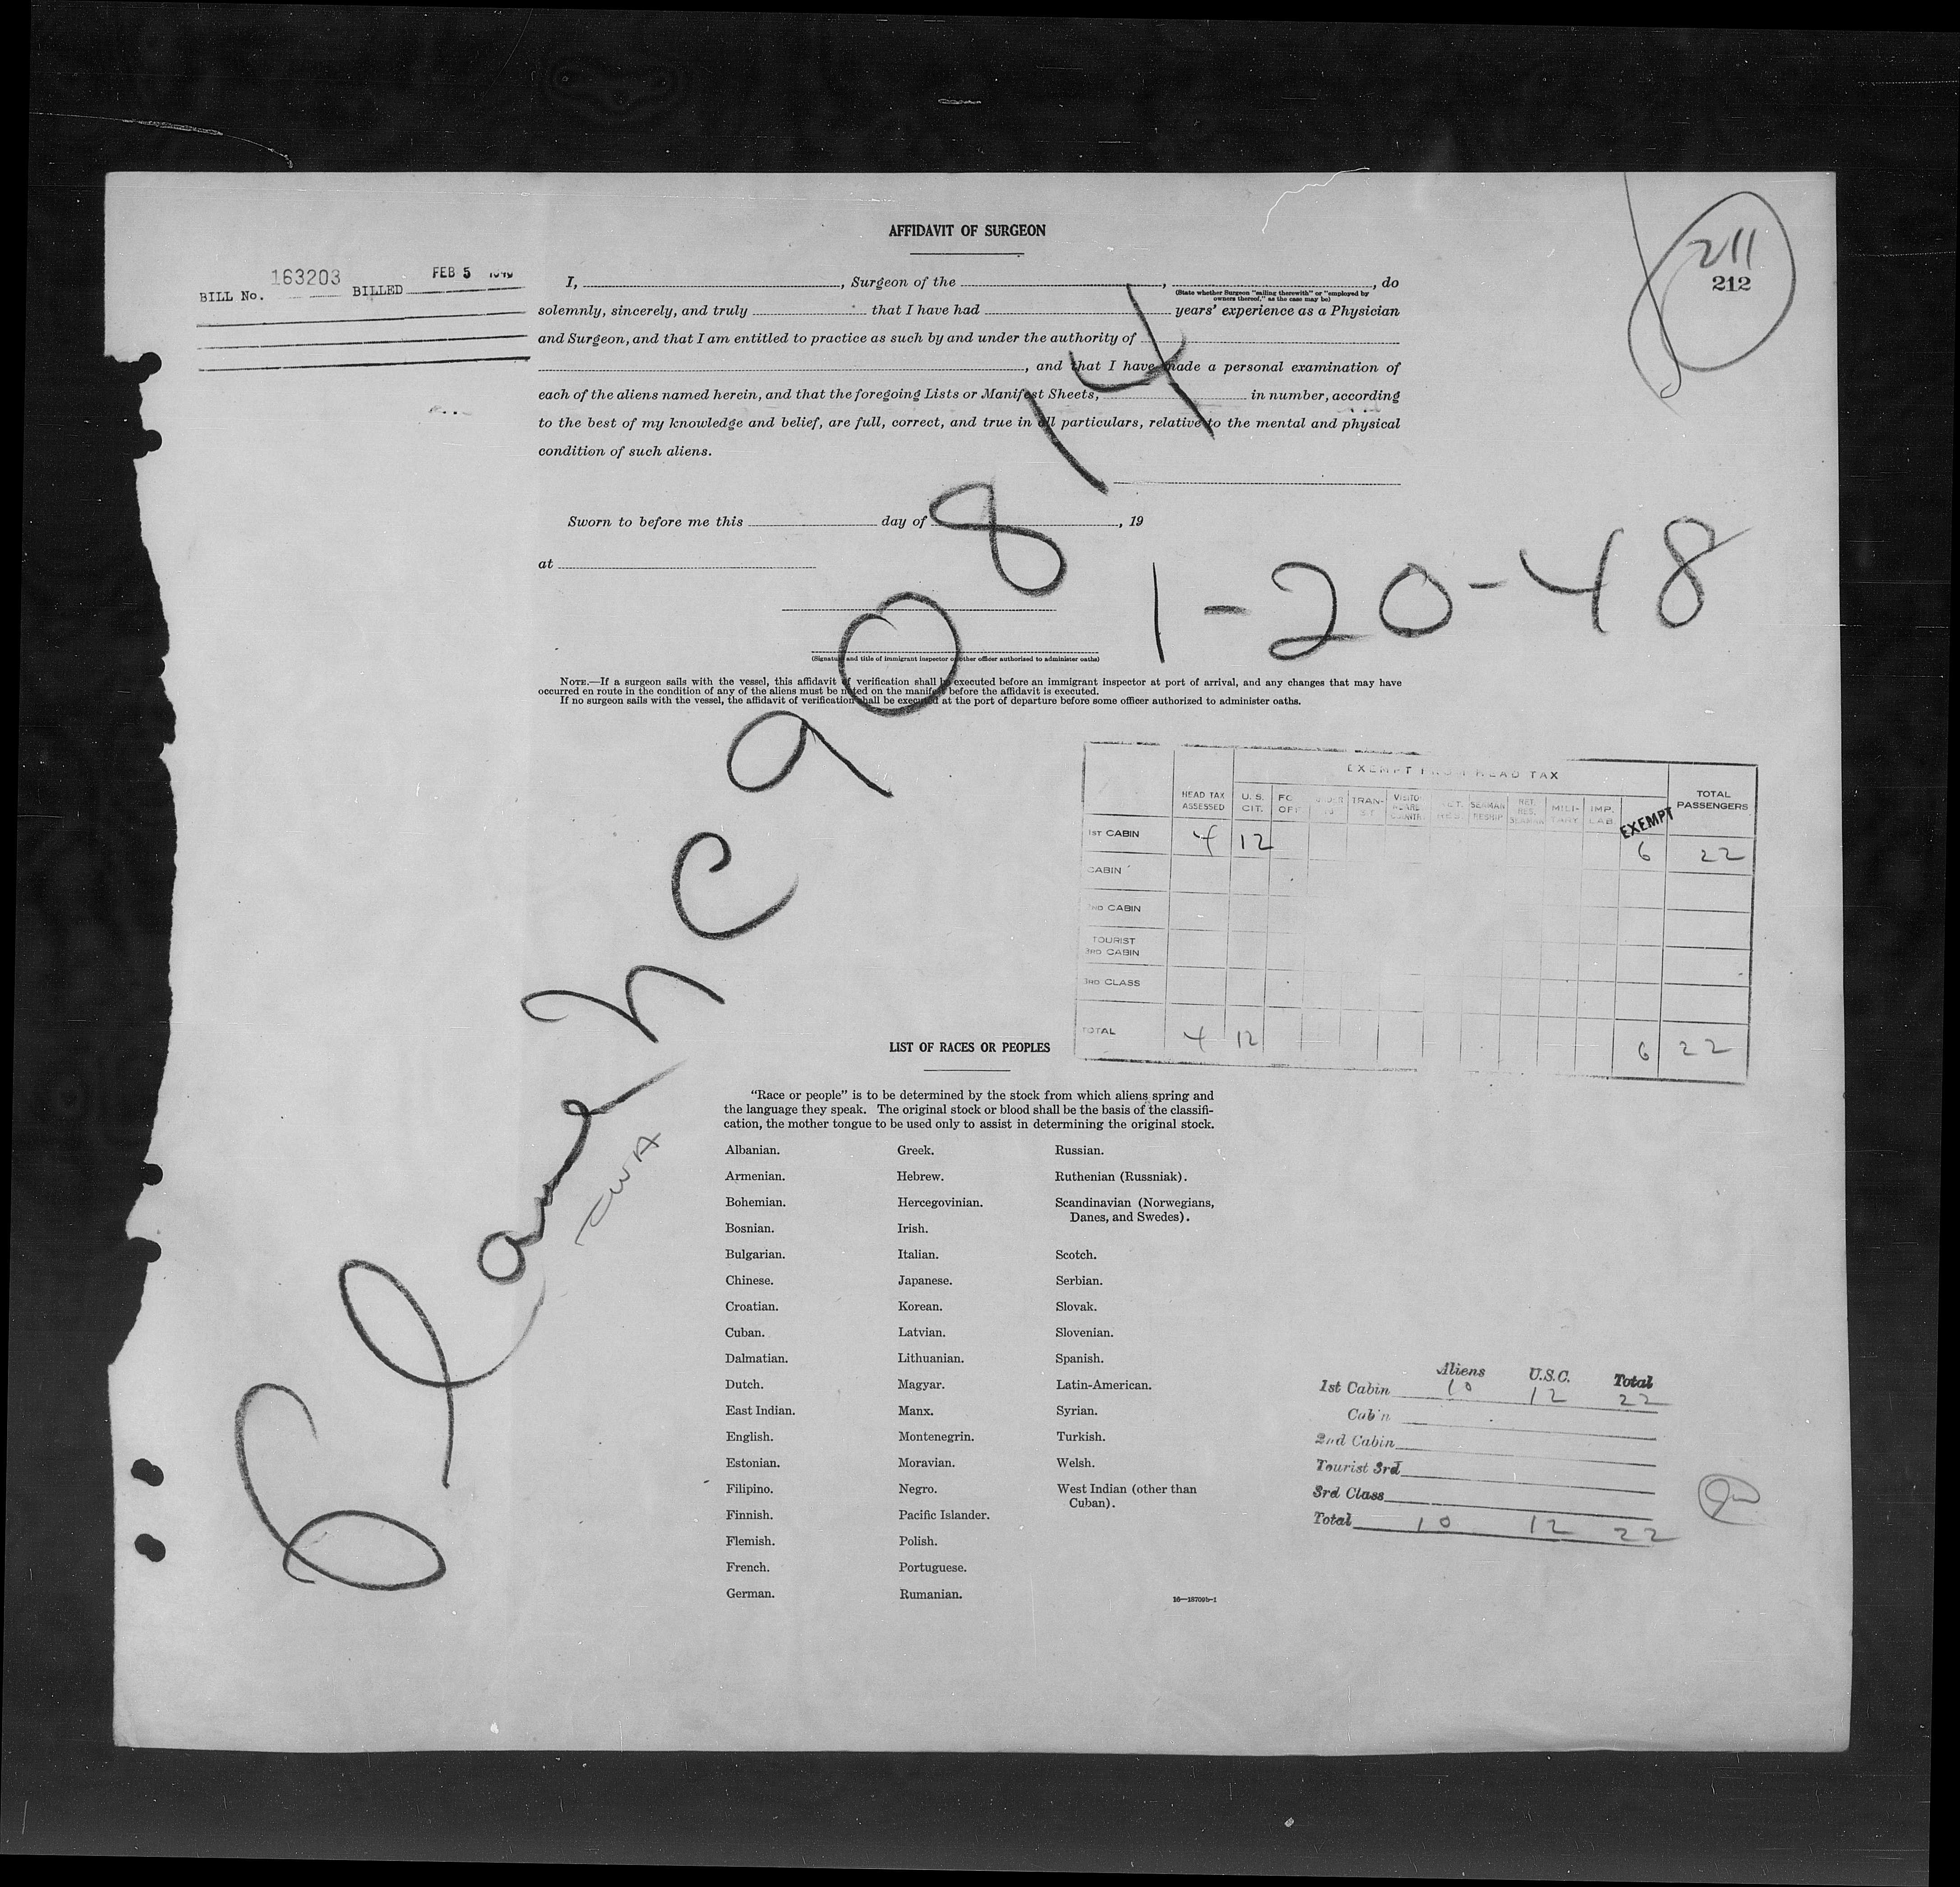 AFFIDAVIT OF SURGEON
211
212
BILL No. 163203 BILLED FEB 5
I, , Surgeon of the , , do
(State whether Surgeon "sailing therewith" or "employed by owners thereof," as the case may be)
solemnly, sincerely, and truly that I have had years' experience as a Physician
and Surgeon, and that I am entitled to practice as such by and under the authority of
, and that I have made a personal examination of
each of the aliens named herein, and that the foregoing Lists or Manifest Sheets, in number, according
to the best of my knowledge and belief, are full, correct, and true in all particulars, relative to the mental and physical
condition of such aliens.
Sworn to before me this day of , 19
at
(Signature and title of immigrant inspector or other officer authorized to administer oaths)
NOTE.—If a surgeon sails with the vessel, this affidavit of verification shall be executed before an immigrant inspector at port of arrival, and any changes that may have
occurred en route in the condition of any of the aliens must be noted on the manifest before the affidavit is executed.
If no surgeon sails with the vessel, the affidavit of verification shall be executed at the port of departure before some officer authorized to administer oaths.
Plane NC 90814
1-20-48
EXEMPT FROM HEAD TAX
HEAD TAX ASSESSED U.S. CIT. TRAN- MILI- TARY IMP. LAB. EXEMPT TOTAL PASSENGERS
1ST CABIN 4 12 6 22
CABIN
2ND CABIN
TOURIST
3RD CABIN
3RD CLASS
TOTAL 4 12 6 22
LIST OF RACES OR PEOPLES
"Race or people" is to be determined by the stock from which aliens spring and
the language they speak. The original stock or blood shall be the basis of the classifi-
cation, the mother tongue to be used only to assist in determining the original stock.
Albanian. Greek. Russian.
Armenian. Hebrew. Ruthenian (Russniak).
Bohemian. Hercegovinian. Scandinavian (Norwegians,
Danes, and Swedes).
Bosnian. Irish.
Bulgarian. Italian. Scotch.
Chinese. Japanese. Serbian.
Croatian. Korean. Slovak.
Cuban. Latvian. Slovenian.
Dalmatian. Lithuanian. Spanish.
Dutch. Magyar. Latin-American.
East Indian. Manx. Syrian.
English. Montenegrin. Turkish.
Estonian. Moravian. Welsh.
Filipino. Negro. West Indian (other than
Cuban).
Finnish. Pacific Islander.
Flemish. Polish.
French. Portuguese.
German. Rumanian.
16—18709b-1
Aliens U.S.C. Total
1st Cabin 10 12 22
Cabin
2nd Cabin
Tourist 3rd
3rd Class
Total 10 12 22